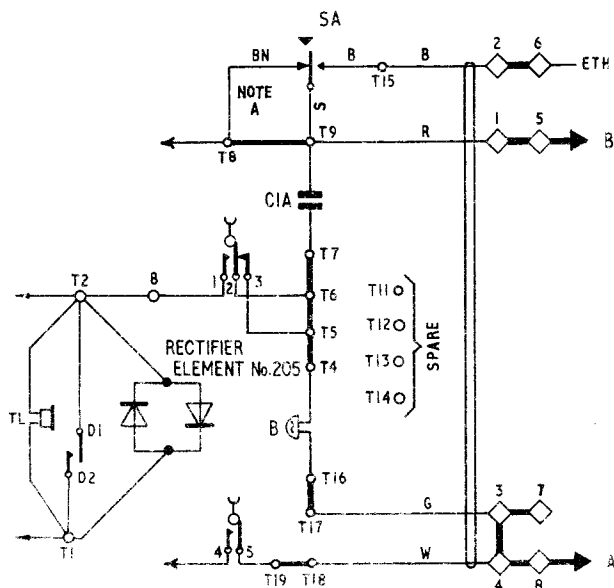 SA
2 6
BN B B
T15
ETH
NOTE
A
S
T8 T9 R
1 5
B
C1A
T7
1 2 3
T2 8
T6
T5
T4
T11
T12
T13
T14
SPARE
RECTIFIER
ELEMENT No.205
TL
D1
D2
B
T16
T17 G
3 7
T1
4 5
T19 T18
W
4 8
A